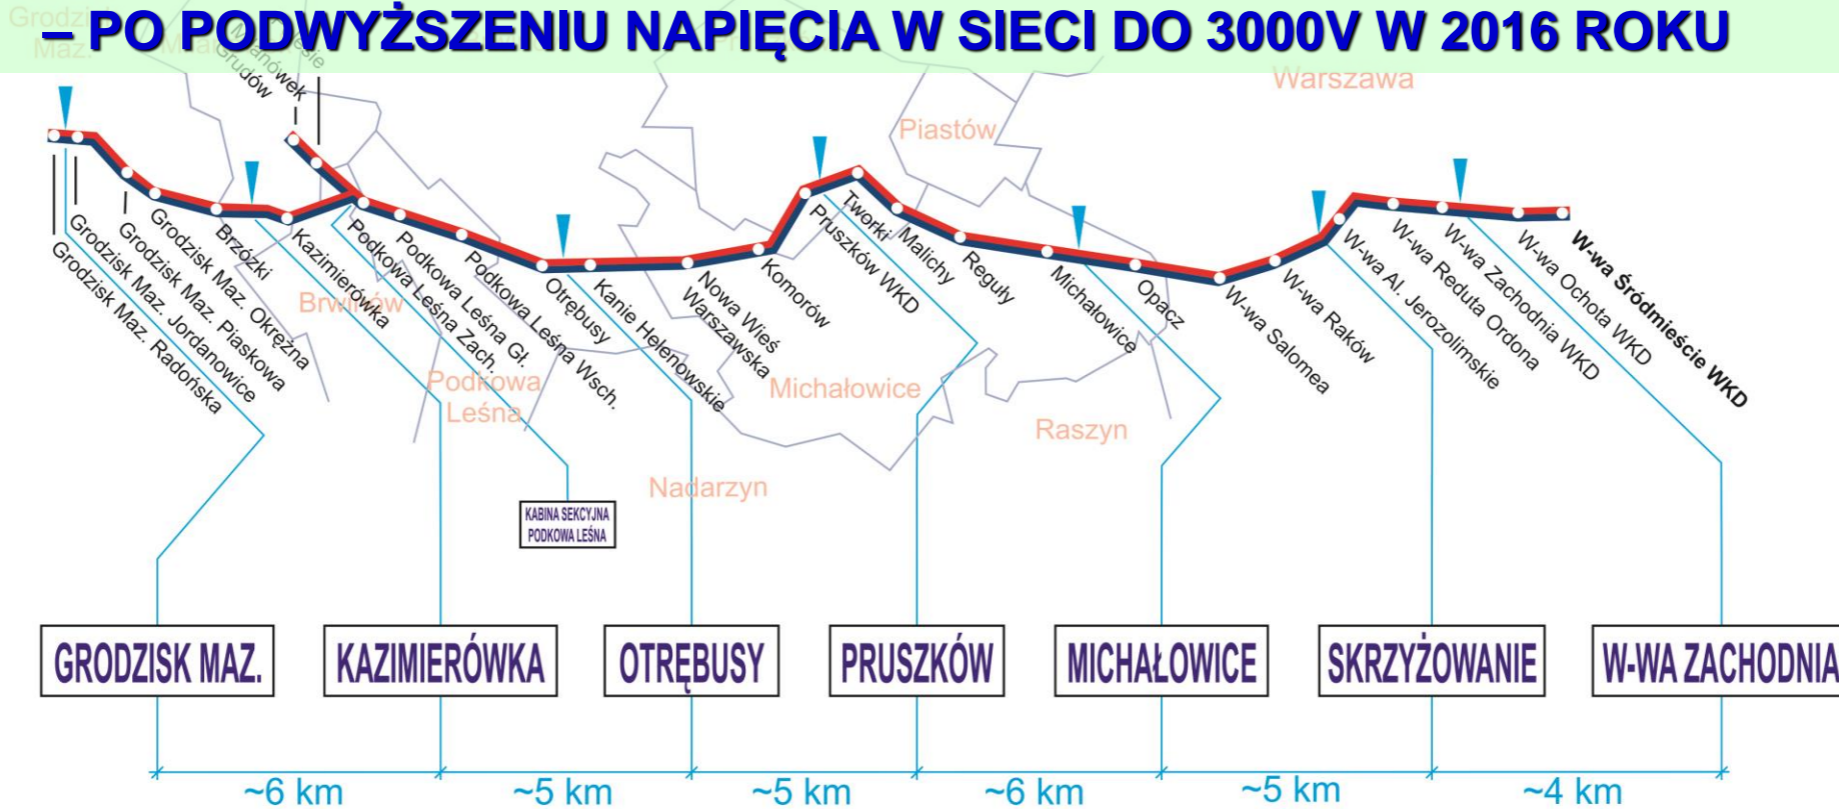 – PO PODWYŻSZENIU NAPIĘCIA W SIECI DO 3000V W 2016 ROKU
Grudów
Warszawa
Piastów
Brwinów
Podkowa
Leśna
Michałowice
Raszyn
Nadarzyn
Grodzisk Maz. Radońska
Grodzisk Maz. Jordanowice
Grodzisk Maz. Piaskowa
Grodzisk Maz. Okrężna
Brzózki
Kazimierówka
Podkowa Leśna Zach.
Podkowa Leśna Gł.
Podkowa Leśna Wsch.
Otrębusy
Kanie Helenowskie
Nowa Wieś
Warszawska
Komorów
Pruszków WKD
Tworki
Malichy
Reguły
Michałowice
Opacz
W-wa Salomea
W-wa Raków
W-wa Al. Jerozolimskie
W-wa Reduta Ordona
W-wa Zachodnia WKD
W-wa Ochota WKD
W-wa Śródmieście WKD
KABINA SEKCYJNA
PODKOWA LEŚNA
GRODZISK MAZ.
KAZIMIERÓWKA
OTRĘBUSY
PRUSZKÓW
MICHAŁOWICE
SKRZYŻOWANIE
W-WA ZACHODNIA
~6 km
~5 km
~5 km
~6 km
~5 km
~4 km